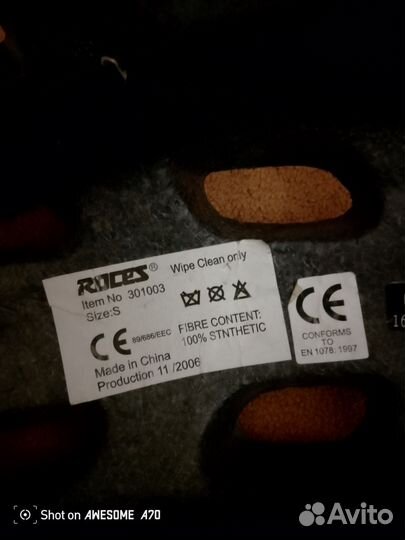 ROCES® Wipe Clean only
Item No 301003
Size:S
CE 89/686/EEC
FIBRE CONTENT:
100% STNTHETIC
Made in China
Production 11 /2006
CE
CONFORMS
TO
EN 1078: 1997
16
Shot on AWESOME A70
Avito